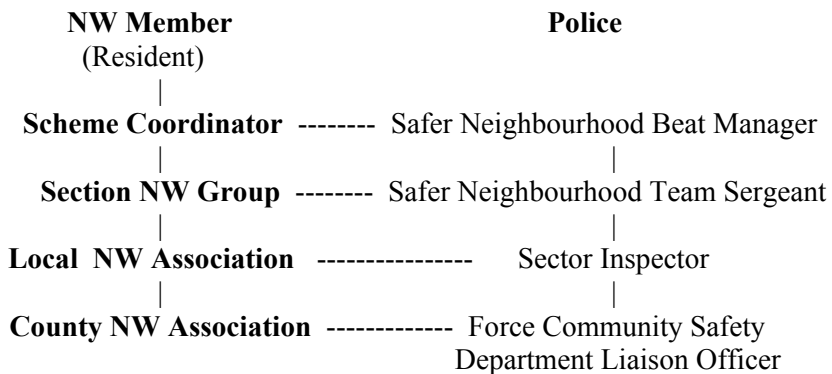 NW Member Police
(Resident)
|
Scheme Coordinator -------- Safer Neighbourhood Beat Manager
| |
Section NW Group -------- Safer Neighbourhood Team Sergeant
| |
Local NW Association ---------------- Sector Inspector
| |
County NW Association ------------- Force Community Safety
Department Liaison Officer